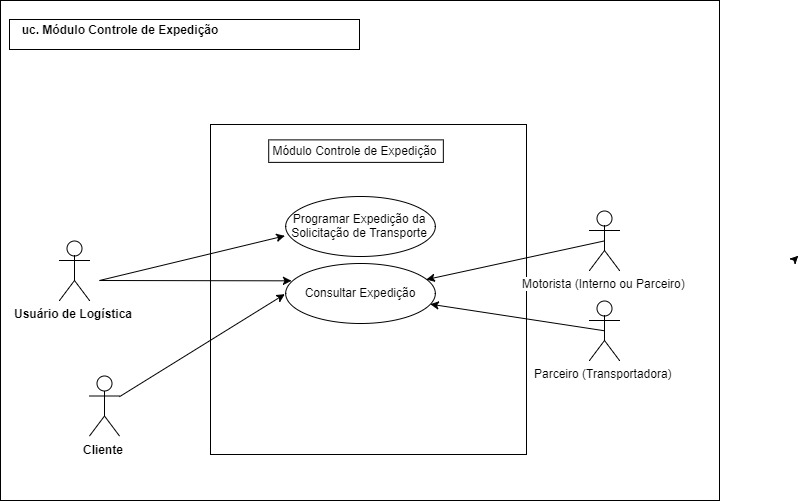 uc. Módulo Controle de Expedição
Módulo Controle de Expedição
Programar Expedição da
Solicitação de Transporte
Consultar Expedição
Usuário de Logística
Cliente
Motorista (Interno ou Parceiro)
Parceiro (Transportadora)